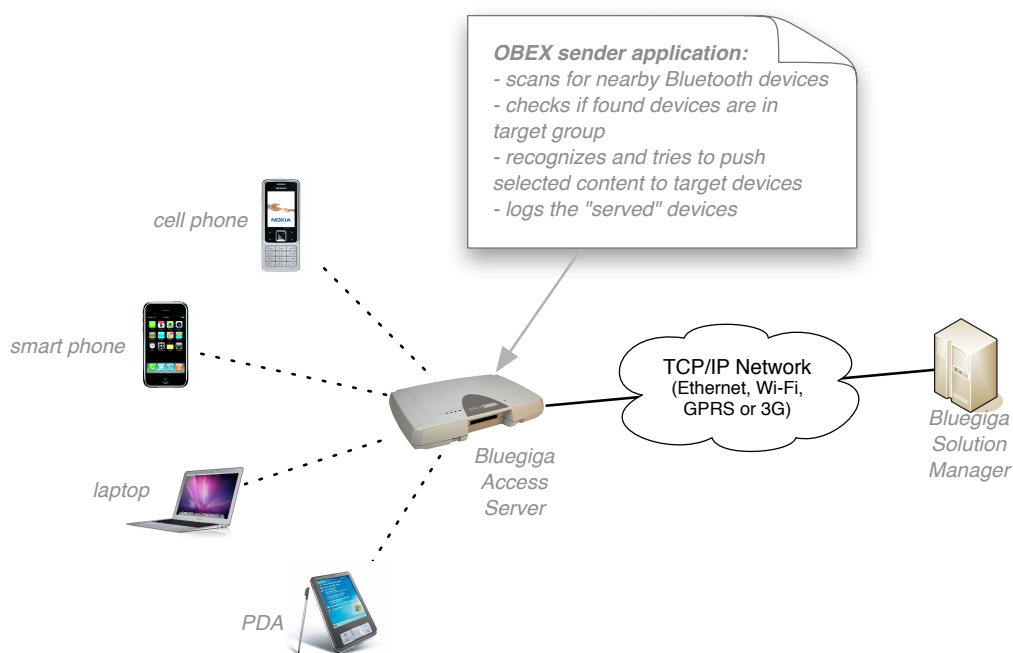 OBEX sender application:
- scans for nearby Bluetooth devices
- checks if found devices are in
target group
- recognizes and tries to push
selected content to target devices
- logs the "served" devices
cell phone
NOKIA
NOKIA
smart phone
TCP/IP Network
(Ethernet, Wi-Fi,
GPRS or 3G)
Bluegiga
Solution
Manager
Bluegiga
Access
Server
laptop
PDA